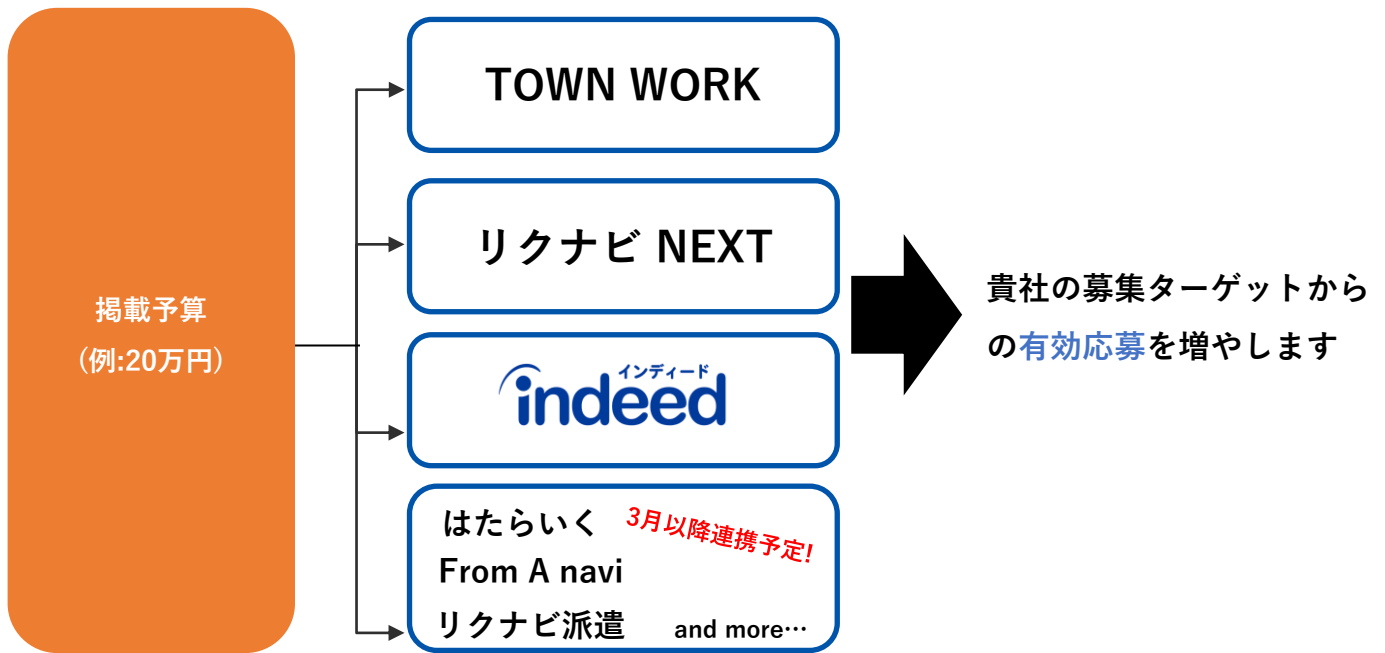 掲載予算
(例:20万円)
TOWN WORK
リクナビ NEXT
インディード
indeed
はたらいく
3月以降連携予定!
From A navi
リクナビ派遣
and more…
貴社の募集ターゲットから
の有効応募を増やします